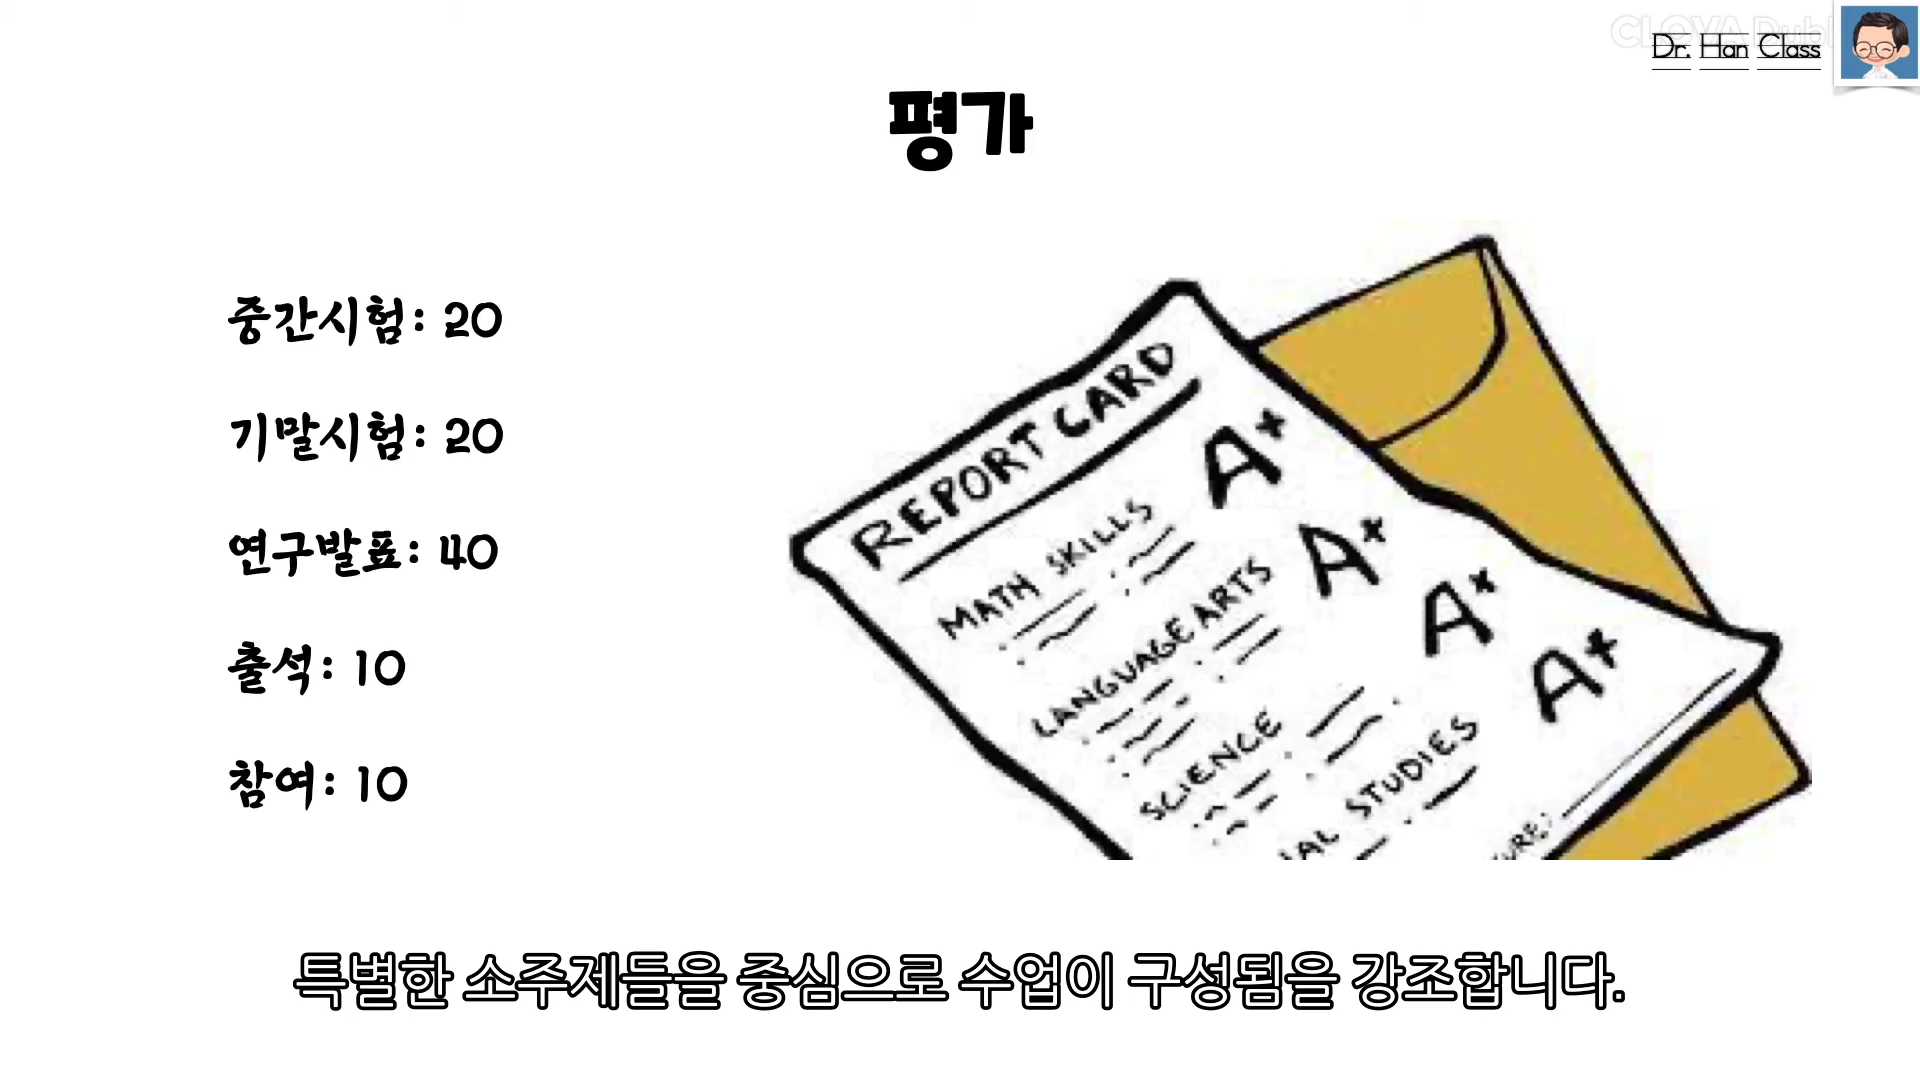 CLOVA Dub
Dr. Han Class
평가
중간시험: 20
기말시험: 20
연구발표: 40
출석: 10
참여: 10
REPORT CARD
MATH SKILLS
A+
LANGUAGE ARTS
A+
SCIENCE
A+
STUDIES
A+
특별한 소주제들을 중심으로 수업이 구성됨을 강조합니다.